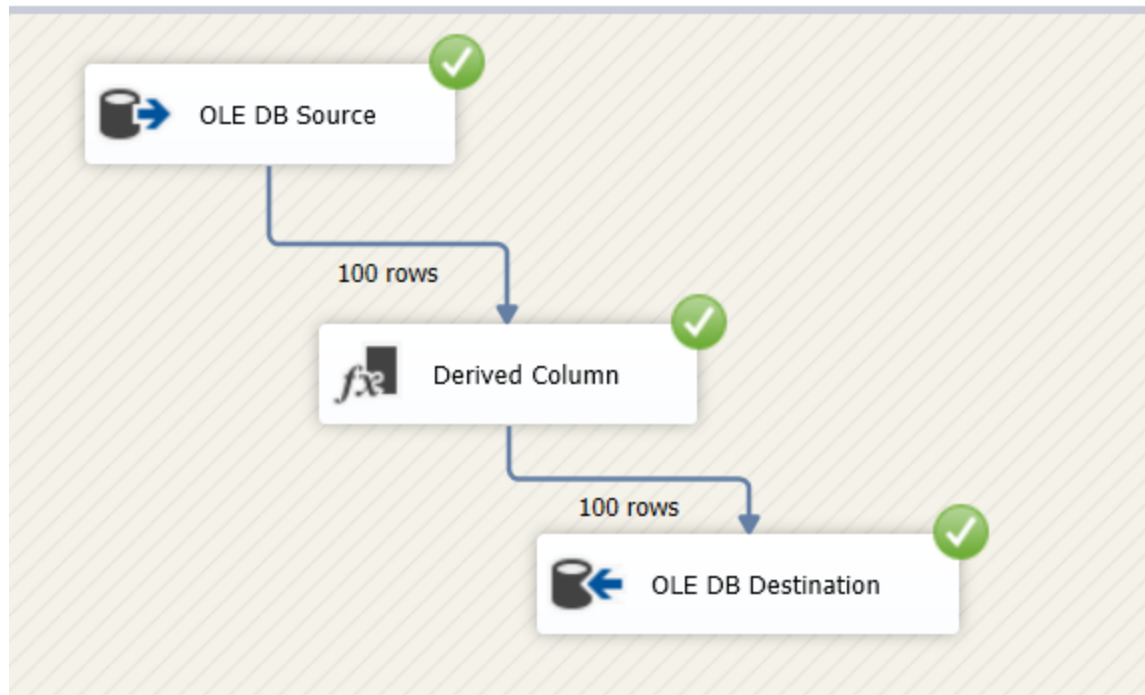 OLE DB Source
100 rows
Derived Column
100 rows
OLE DB Destination